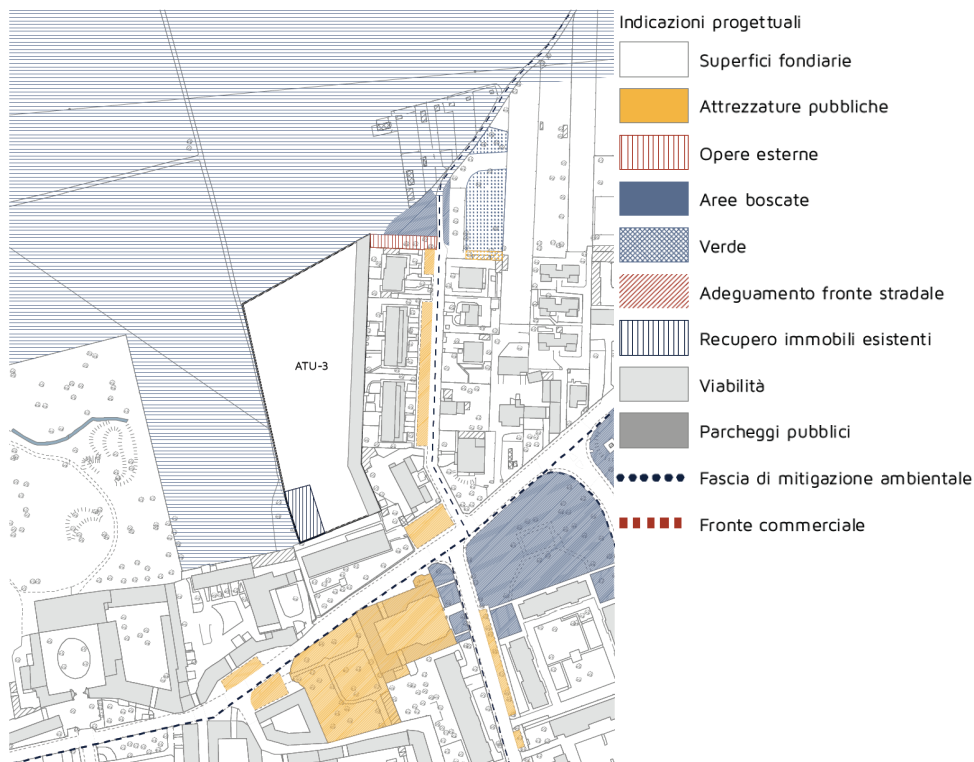 Indicazioni progettuali
Superfici fondiarie
Attrezzature pubbliche
Opere esterne
Aree boscate
Verde
Adeguamento fronte stradale
Recupero immobili esistenti
Viabilità
Parcheggi pubblici
Fascia di mitigazione ambientale
Fronte commerciale
ATU-3